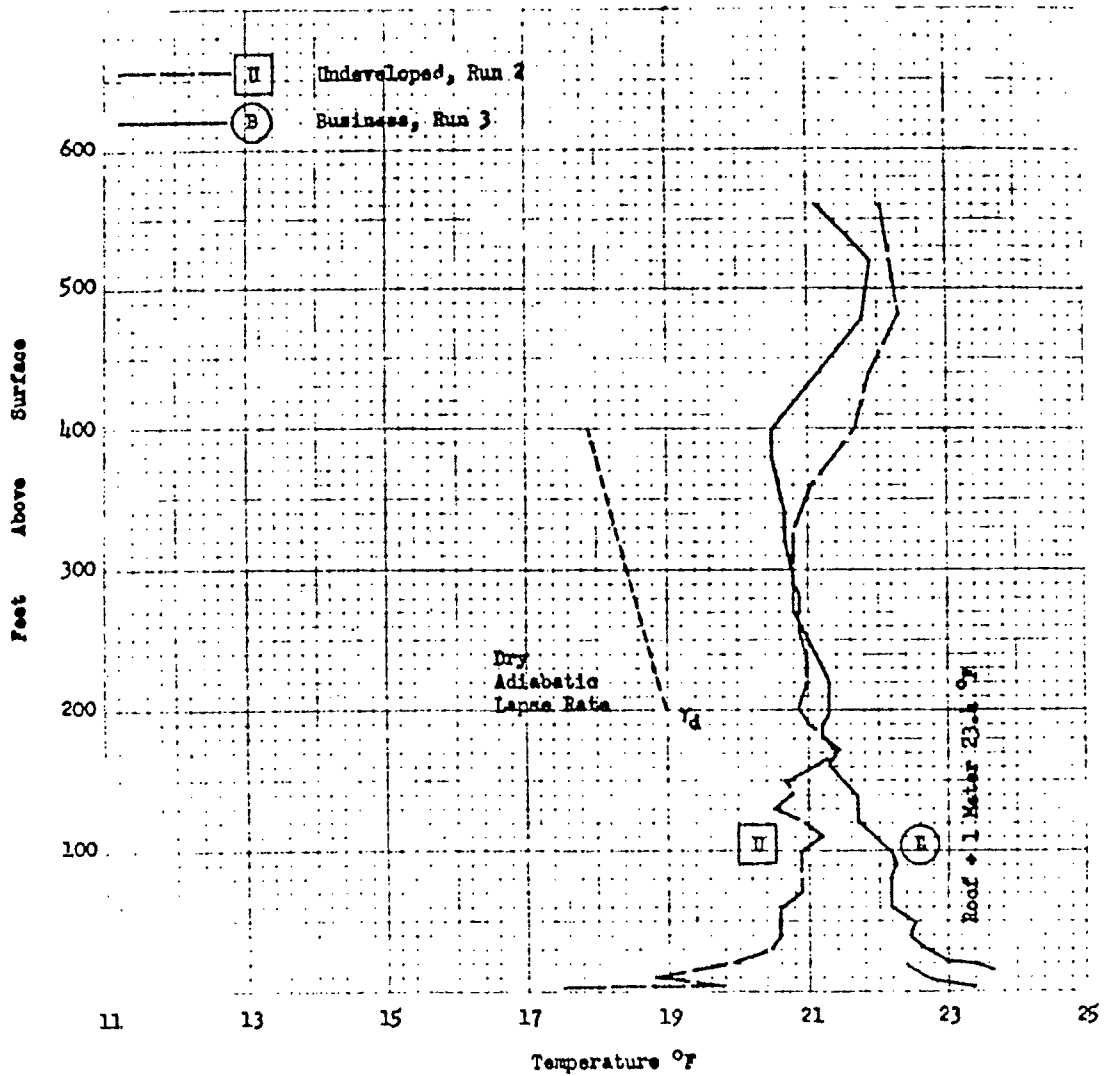 U Undeveloped, Run 2
B Business, Run 3
600
500
400
300
200
100
Feet Above Surface
Dry
Adiabatic
Lapse Rate
γd
U
B
Roof + 1 Meter °F
11 13 15 17 19 21 23 25
Temperature °F